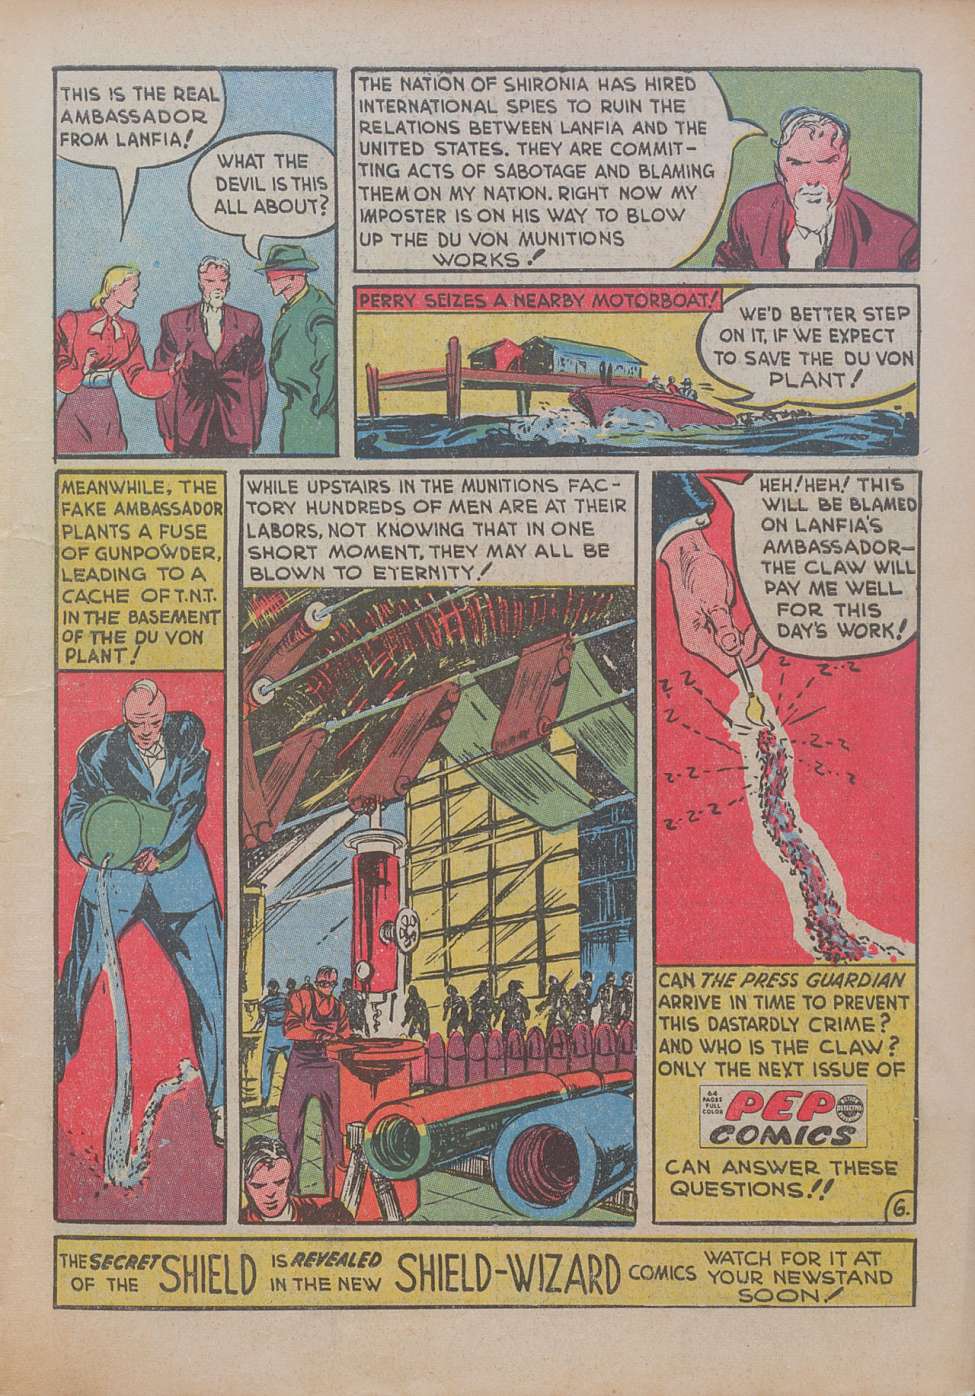 THIS IS THE REAL
AMBASSADOR
FROM LANFIA!
WHAT THE
DEVIL IS THIS
ALL ABOUT?
THE NATION OF SHIRONIA HAS HIRED
INTERNATIONAL SPIES TO RUIN THE
RELATIONS BETWEEN LANFIA AND THE
UNITED STATES. THEY ARE COMMIT-
TING ACTS OF SABOTAGE AND BLAMING
THEM ON MY NATION. RIGHT NOW MY
IMPOSTER IS ON HIS WAY TO BLOW
UP THE DU VON MUNITIONS
WORKS!
PERRY SEIZES A NEARBY MOTORBOAT!
WE'D BETTER STEP
ON IT, IF WE EXPECT
TO SAVE THE DU VON
PLANT!
MEANWHILE, THE
FAKE AMBASSADOR
PLANTS A FUSE
OF GUNPOWDER,
LEADING TO A
CACHE OF T.N.T.
IN THE BASEMENT
OF THE DU VON
PLANT!
WHILE UPSTAIRS IN THE MUNITIONS FAC-
TORY HUNDREDS OF MEN ARE AT THEIR
LABORS, NOT KNOWING THAT IN ONE
SHORT MOMENT, THEY MAY ALL BE
BLOWN TO ETERNITY!
HEH! HEH! THIS
WILL BE BLAMED
ON LANFIA'S
AMBASSADOR—
THE CLAW WILL
PAY ME WELL
FOR THIS
DAY'S WORK!
Z Z Z Z--Z
Z-Z-- Z--Z
Z-Z-Z Z--Z
Z-Z-Z
CAN THE PRESS GUARDIAN
ARRIVE IN TIME TO PREVENT
THIS DASTARDLY CRIME?
AND WHO IS THE CLAW?
ONLY THE NEXT ISSUE OF
64
PAGES
FULL
COLOR
PEP
COMICS
CAN ANSWER THESE
QUESTIONS!!
6.
THE SECRET SHIELD IS REVEALED SHIELD-WIZARD COMICS WATCH FOR IT AT
OF THE IN THE NEW YOUR NEWSTAND
SOON!